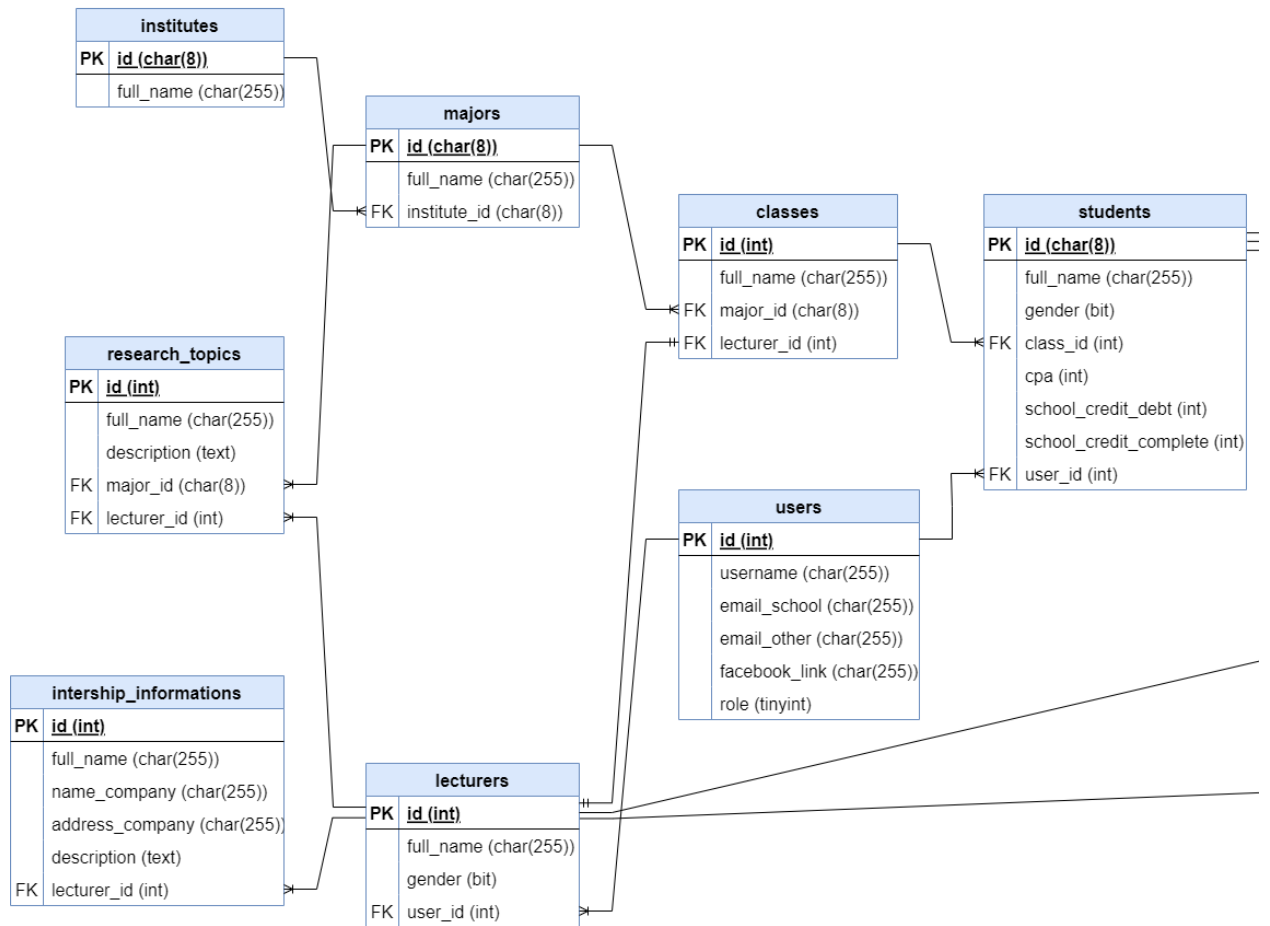 institutes
PK id (char(8))
full_name (char(255))
majors
PK id (char(8))
full_name (char(255))
FK institute_id (char(8))
classes
PK id (int)
full_name (char(255))
FK major_id (char(8))
FK lecturer_id (int)
students
PK id (char(8))
full_name (char(255))
gender (bit)
FK class_id (int)
cpa (int)
school_credit_debt (int)
school_credit_complete (int)
FK user_id (int)
research_topics
PK id (int)
full_name (char(255))
description (text)
FK major_id (char(8))
FK lecturer_id (int)
users
PK id (int)
username (char(255))
email_school (char(255))
email_other (char(255))
facebook_link (char(255))
role (tinyint)
intership_informations
PK id (int)
full_name (char(255))
name_company (char(255))
address_company (char(255))
description (text)
FK lecturer_id (int)
lecturers
PK id (int)
full_name (char(255))
gender (bit)
FK user_id (int)